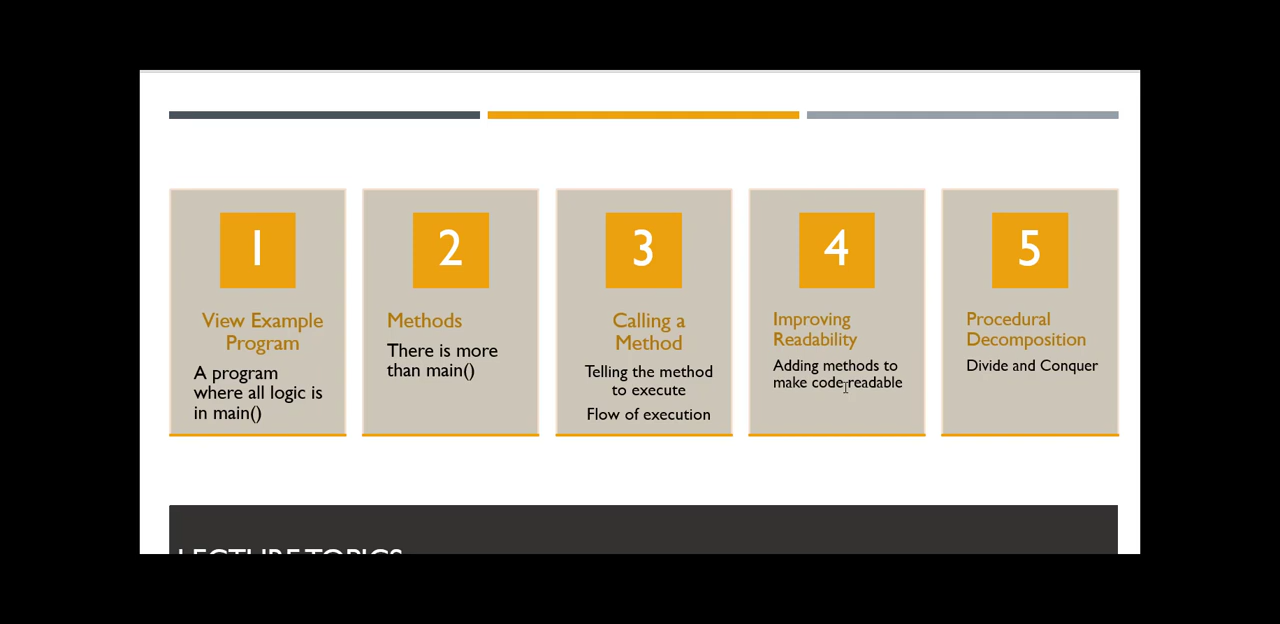 1
View Example
Program
A program
where all logic is
in main()
2
Methods
There is more
than main()
3
Calling a
Method
Telling the method
to execute
Flow of execution
4
Improving
Readability
Adding methods to
make code readable
5
Procedural
Decomposition
Divide and Conquer
LECTURE TOPICS